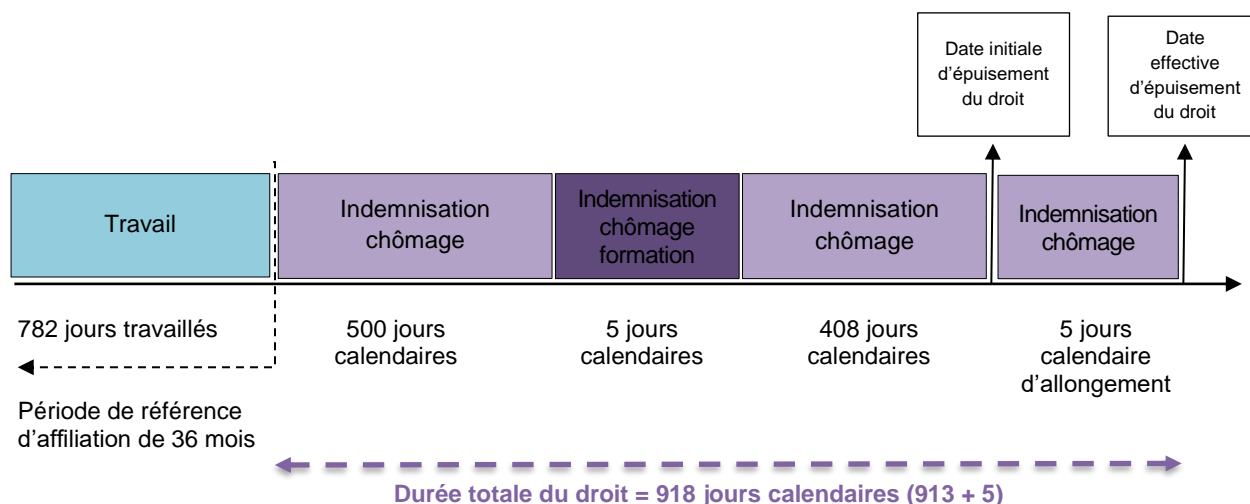 Date initiale
d'épuisement
du droit
Date
effective
d'épuisement
du droit
Travail
Indemnisation
chômage
Indemnisation
chômage
formation
Indemnisation
chômage
Indemnisation
chômage
782 jours travaillés
500 jours
calendaires
5 jours
calendaires
408 jours
calendaires
5 jours
calendaire
d'allongement
Période de référence
d'affiliation de 36 mois
Durée totale du droit = 918 jours calendaires (913 + 5)